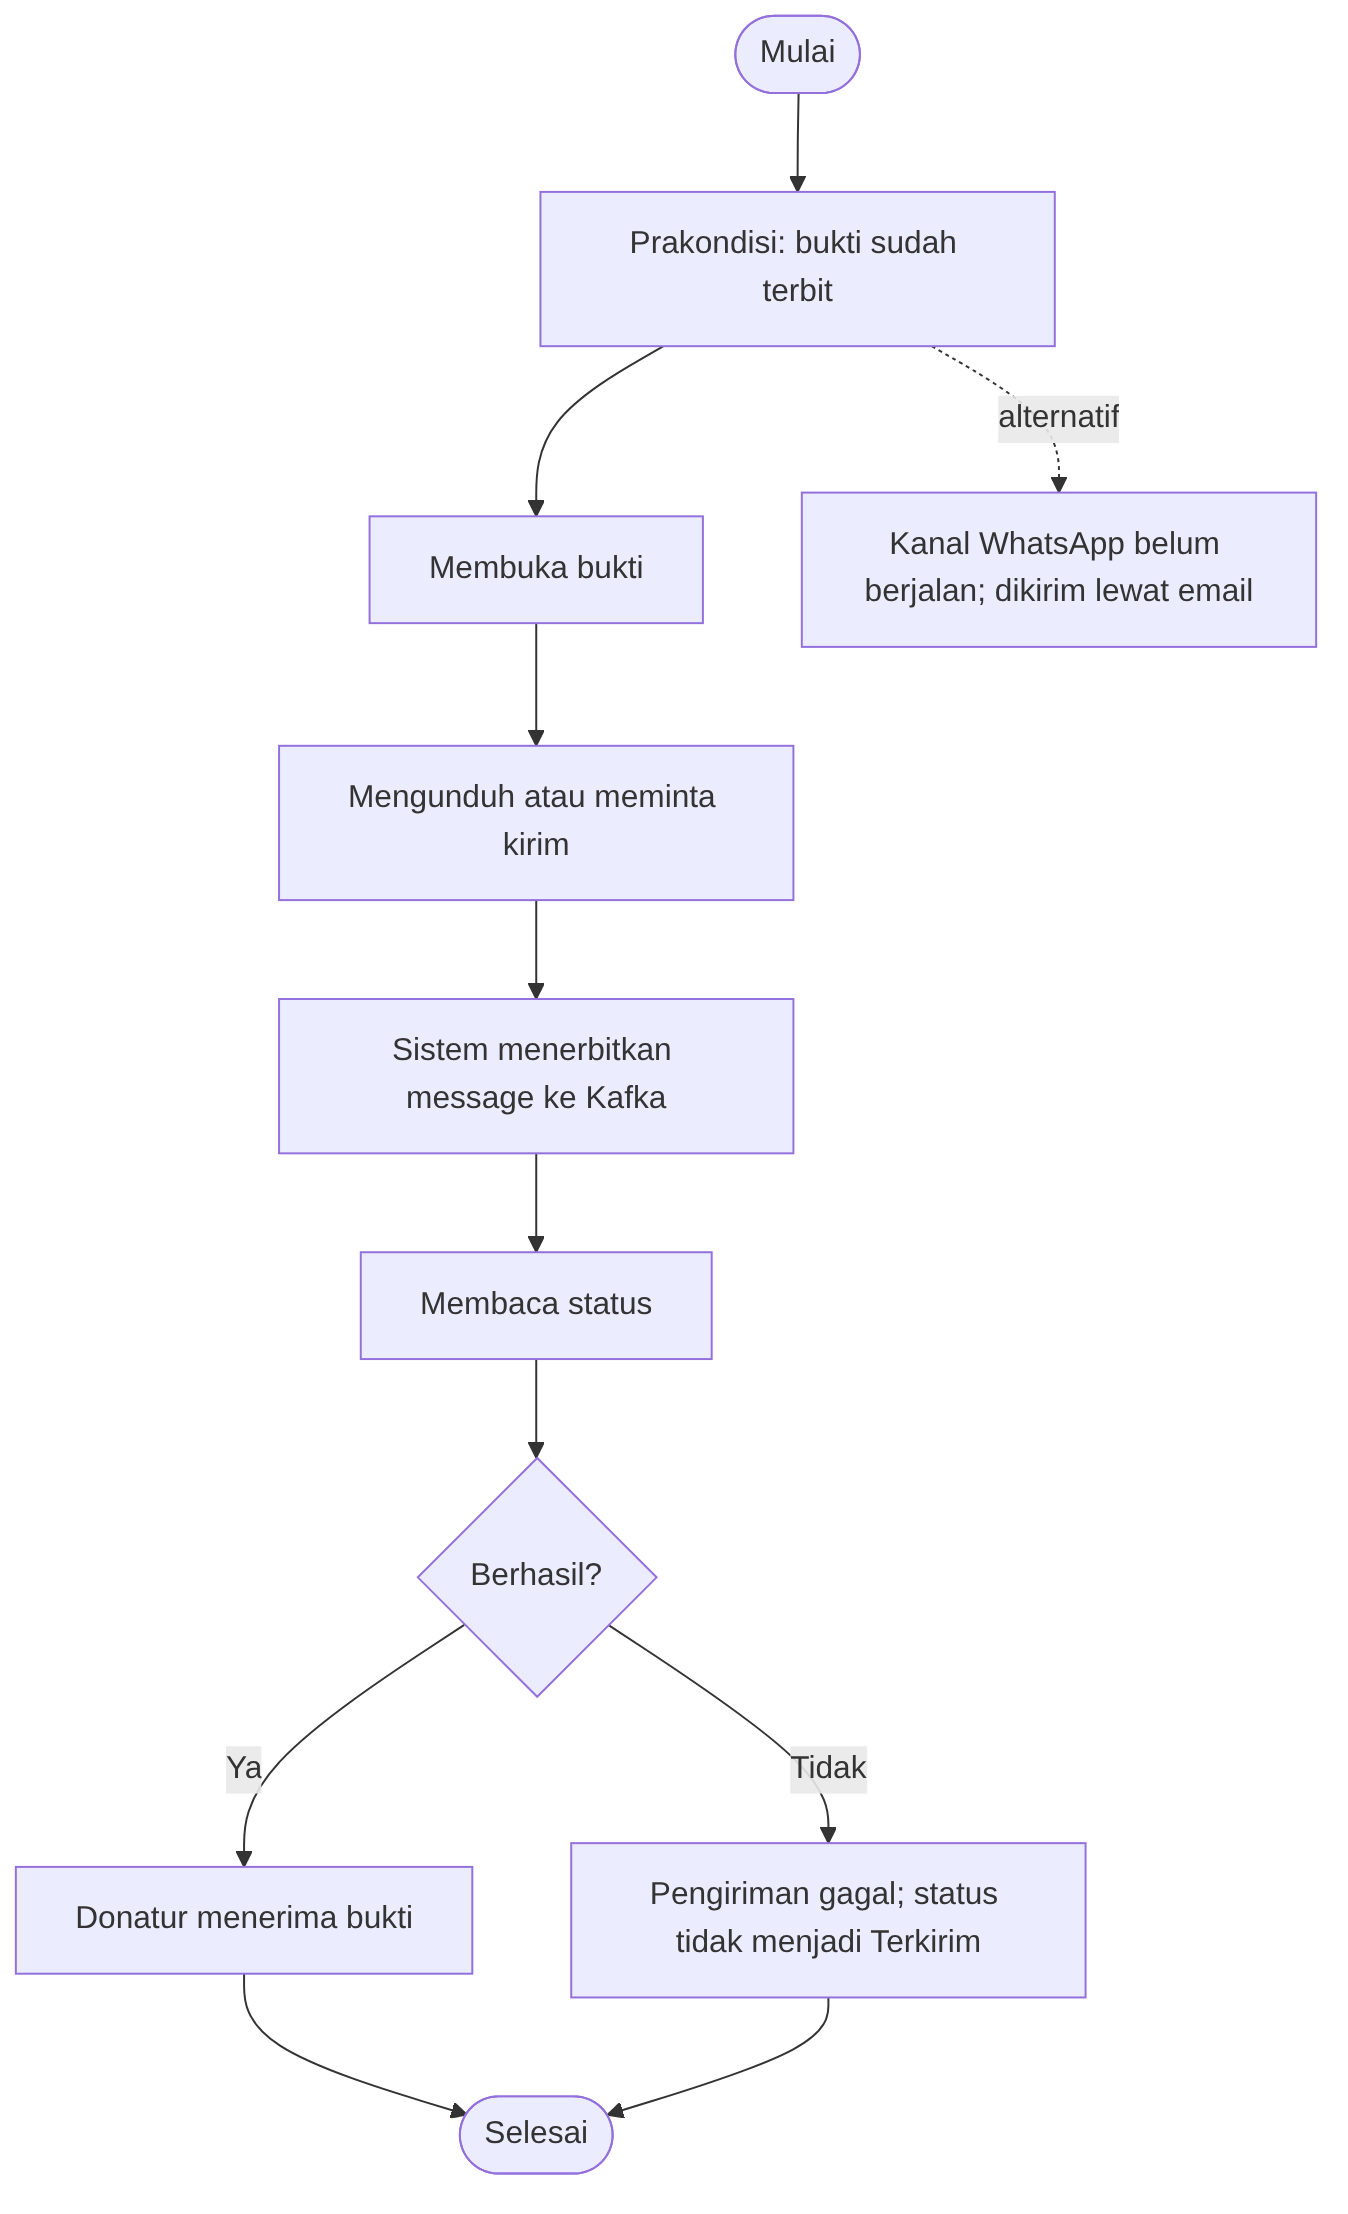 Mulai
Prakondisi: bukti sudah
terbit
alternatif
Kanal WhatsApp belum
berjalan; dikirim lewat email
Membuka bukti
Mengunduh atau meminta
kirim
Sistem menerbitkan
message ke Kafka
Membaca status
Berhasil?
Ya
Tidak
Donatur menerima bukti
Pengiriman gagal; status
tidak menjadi Terkirim
Selesai